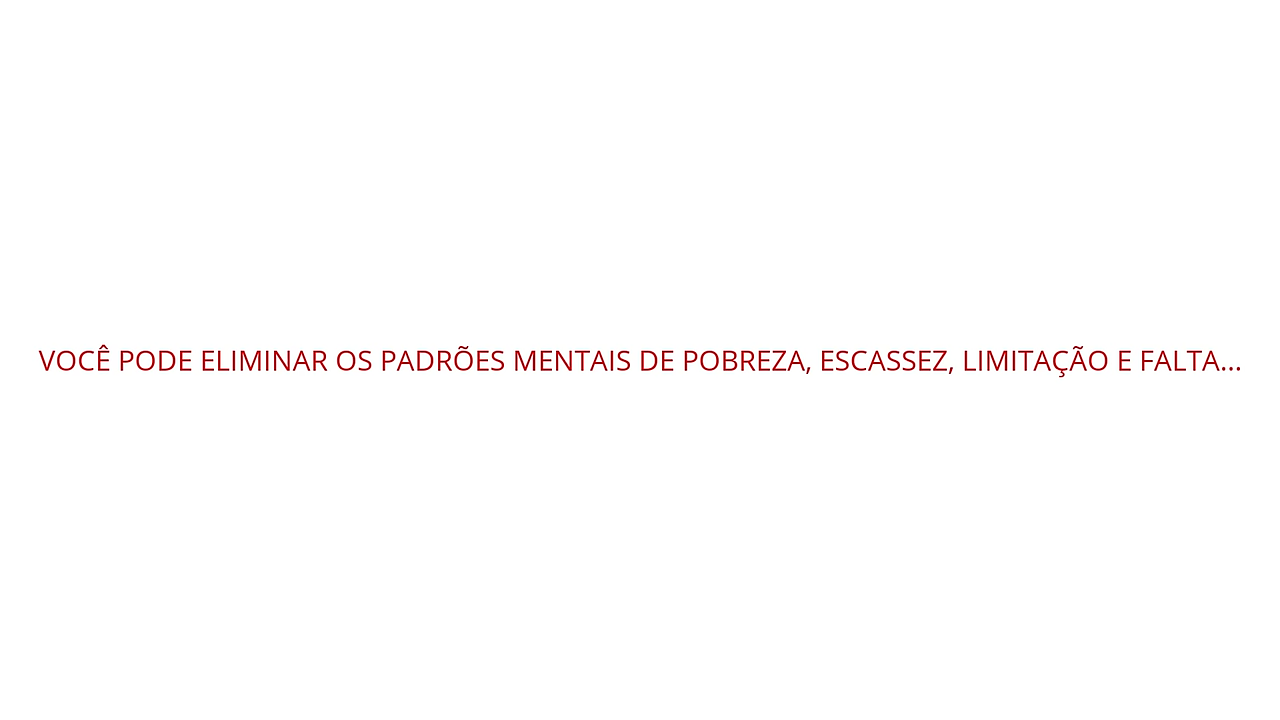 VOCÊ PODE ELIMINAR OS PADRÕES MENTAIS DE POBREZA, ESCASSEZ, LIMITAÇÃO E FALTA...